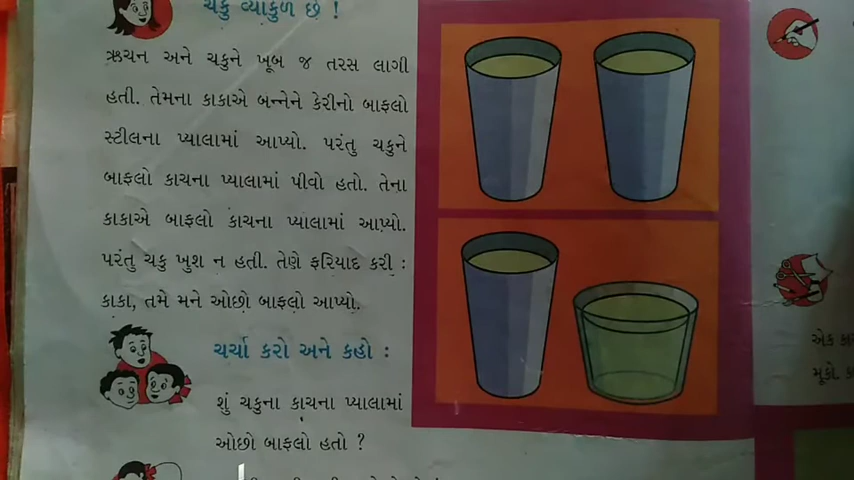 ચકુ વ્યાકુળ છે !
ઋચન અને ચકુને ખૂબ જ તરસ લાગી
હતી. તેમના કાકાએ બન્નેને કેરીનો બાફલો
સ્ટીલના પ્યાલામાં આપ્યો. પરંતુ ચકુને
બાફલો કાચના પ્યાલામાં પીવો હતો. તેના
કાકાએ બાફલો કાચના પ્યાલામાં આપ્યો.
પરંતુ ચકુ ખુશ ન હતી. તેણે ફરિયાદ કરી :
કાકા, તમે મને ઓછો બાફલો આપ્યો.
ચર્ચા કરો અને કહો :
શું ચકુના કાચના પ્યાલામાં
ઓછો બાફલો હતો ?
એક
મૂકો.